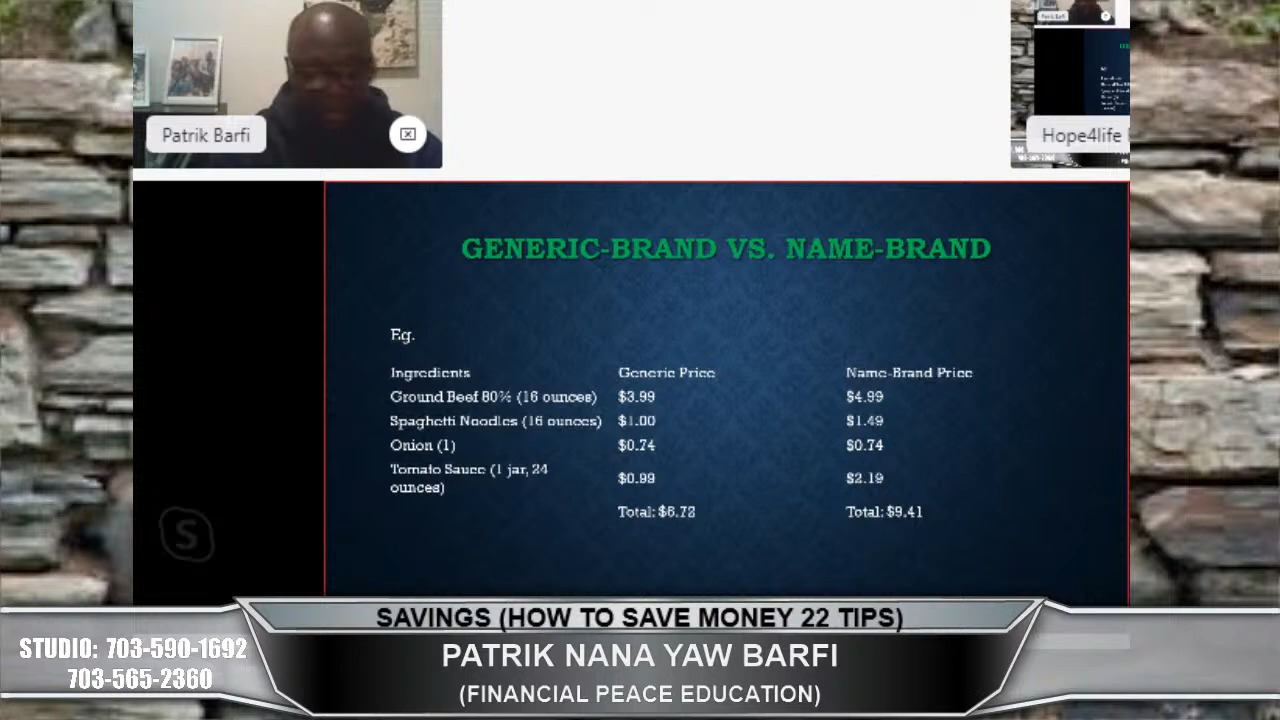 Patrik Barfi
Hope4life
GENERIC-BRAND VS. NAME-BRAND
Eg.
Ingredients Generic Price Name-Brand Price
Ground Beef 80% (16 ounces) $3.99 $4.99
Spaghetti Noodles (16 ounces) $1.00 $1.49
Onion (1) $0.74 $0.74
Tomato Sauce (1 jar, 24
ounces) $0.99 $2.19
Total: $6.72 Total: $9.41
SAVINGS (HOW TO SAVE MONEY 22 TIPS)
STUDIO: 703-590-1692
703-565-2360
PATRIK NANA YAW BARFI
(FINANCIAL PEACE EDUCATION)